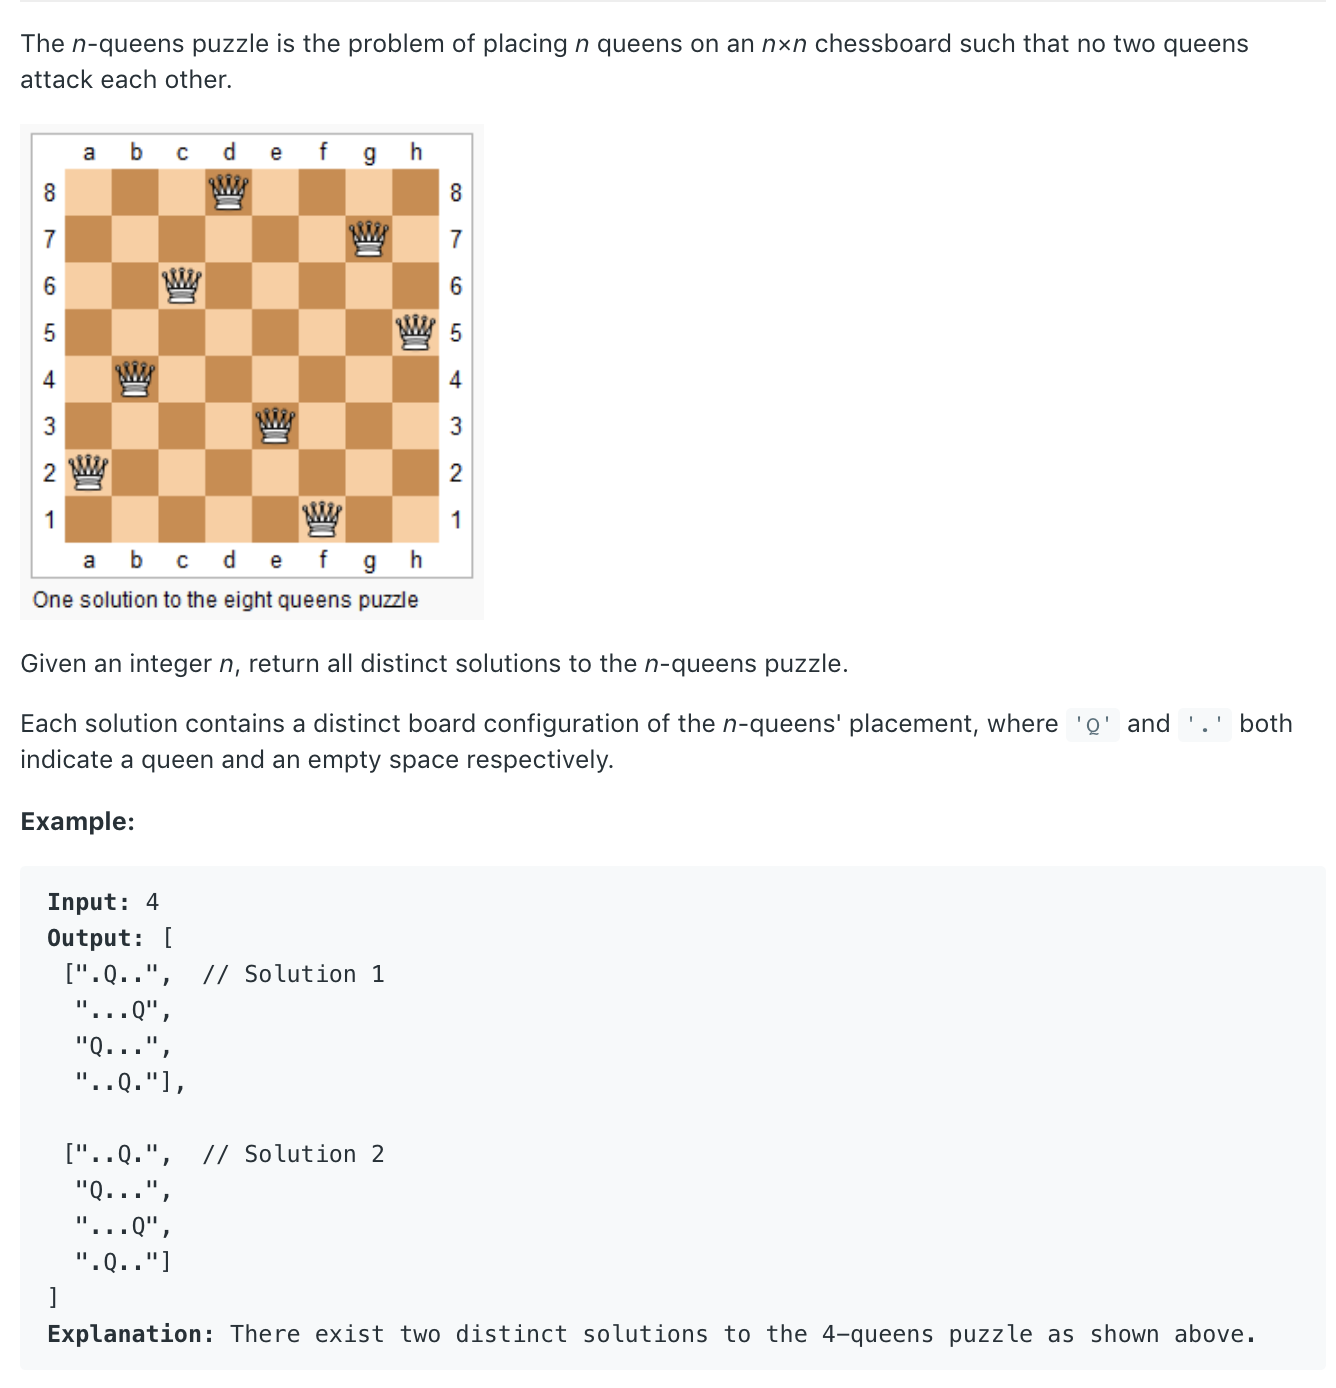 The n-queens puzzle is the problem of placing n queens on an n×n chessboard such that no two queens
attack each other.
a b c d e f g h
8 8
7 7
6 6
5 5
4 4
3 3
2 2
1 1
a b c d e f g h
One solution to the eight queens puzzle
Given an integer n, return all distinct solutions to the n-queens puzzle.
Each solution contains a distinct board configuration of the n-queens' placement, where 'Q' and '.' both
indicate a queen and an empty space respectively.
Example:
Input: 4
Output: [
 [".Q..",  // Solution 1
  "...Q",
  "Q...",
  "..Q."],
 ["..Q.",  // Solution 2
  "Q...",
  "...Q",
  ".Q.."]
]
Explanation: There exist two distinct solutions to the 4-queens puzzle as shown above.